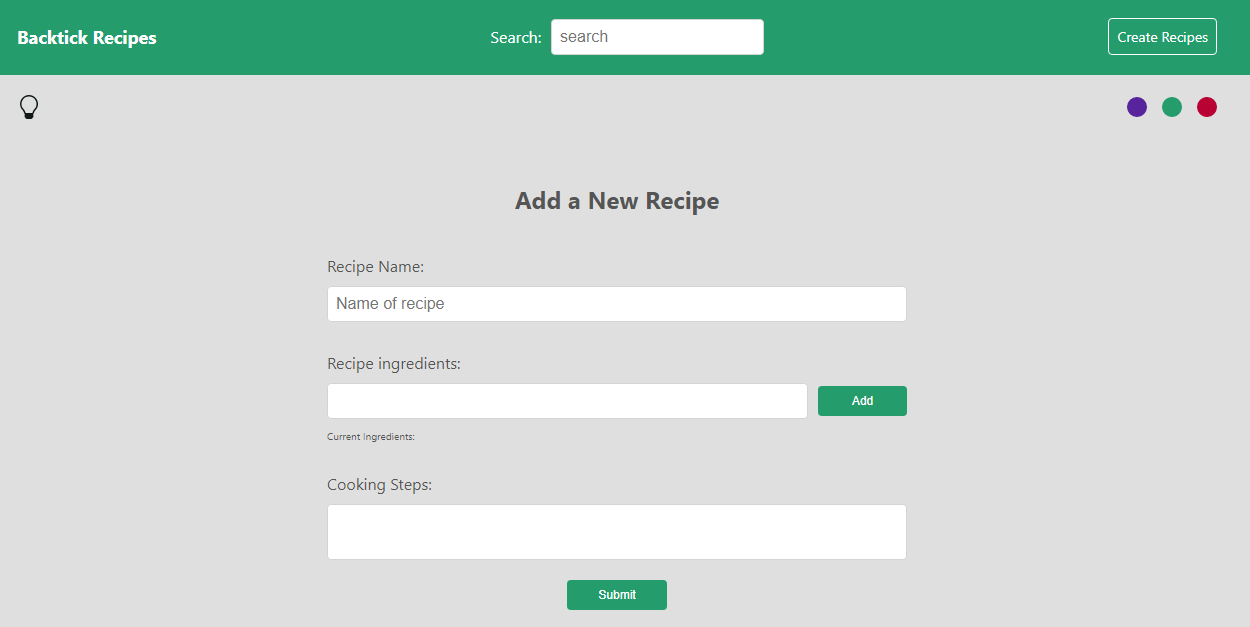 Backtick Recipes
Search:
search
Create Recipes
Add a New Recipe
Recipe Name:
Name of recipe
Recipe ingredients:
Add
Current Ingredients:
Cooking Steps:
Submit